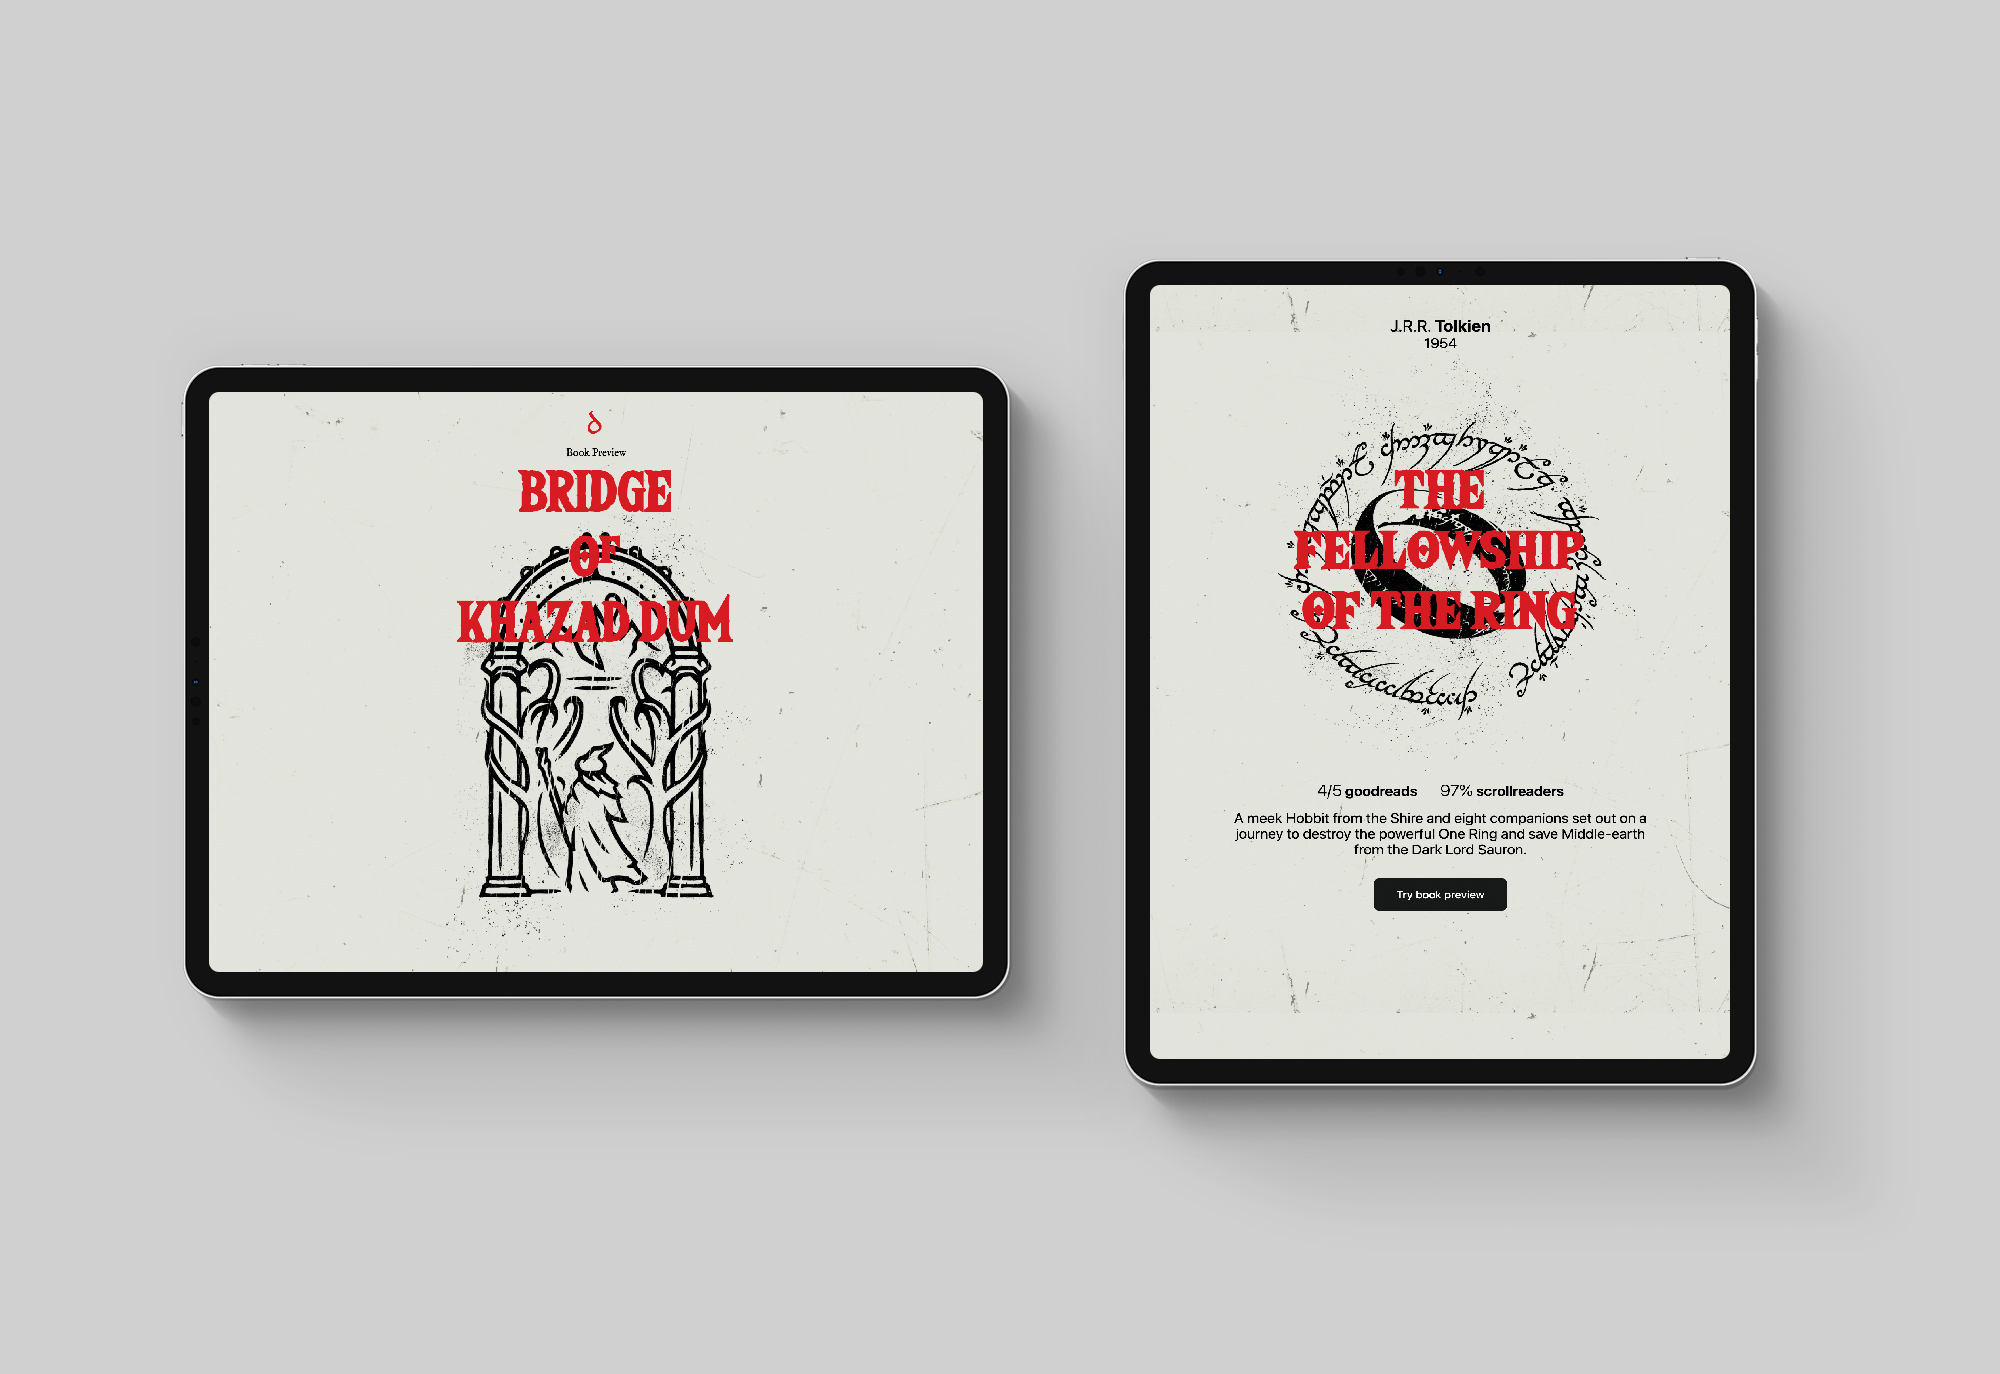 Book Preview
BRIDGE
OF
KHAZAD DUM
J.R.R. Tolkien
1954
THE
FELLOWSHIP
OF THE RING
4/5 goodreads 97% scrollreaders
A meek Hobbit from the Shire and eight companions set out on a
journey to destroy the powerful One Ring and save Middle-earth
from the Dark Lord Sauron.
Try book preview